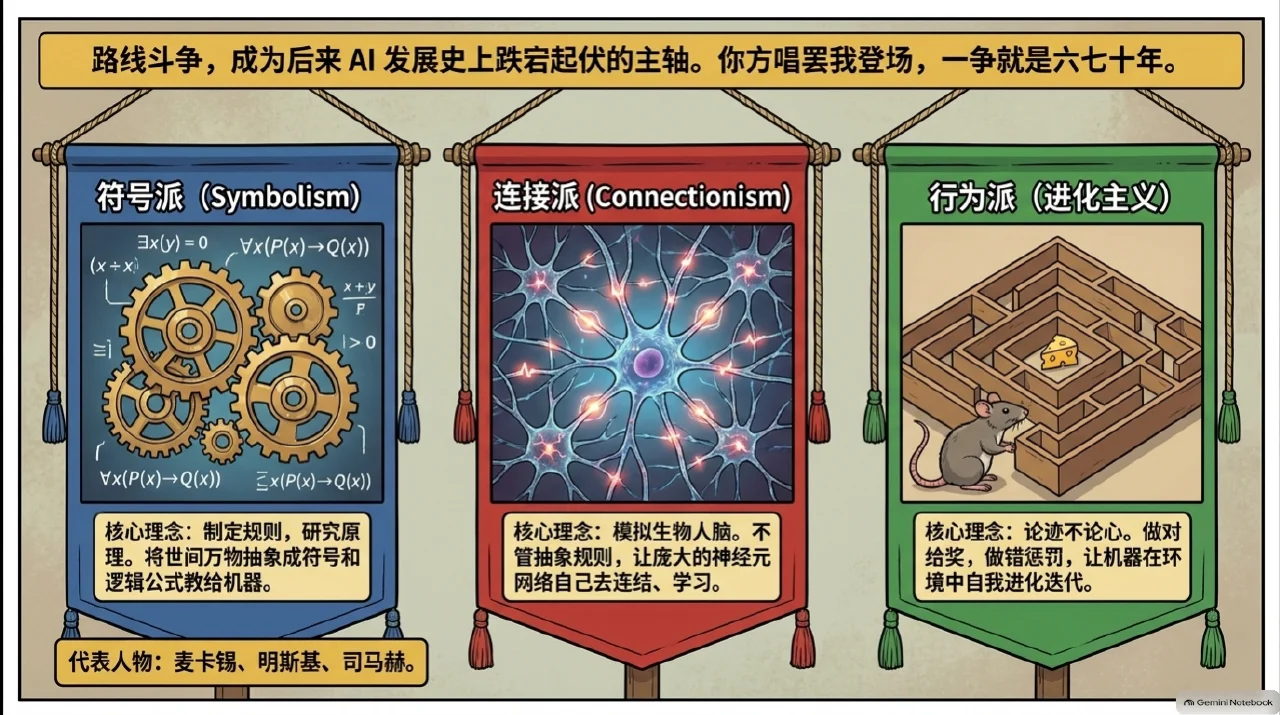 路线斗争，成为后来 AI 发展史上跌宕起伏的主轴。你方唱罢我登场，一争就是六七十年。
符号派（Symbolism）
∃x(y) = 0
∀x(P(x)→Q(x))
(x÷x)
x+y
P
|>0
∀x(P(x)→Q(x))
x(P(x)→Q(x))
核心理念：制定规则，研究原
理。将世间万物抽象成符号和
逻辑公式教给机器。
代表人物：麦卡锡、明斯基、司马赫。
连接派 (Connectionism)
核心理念：模拟生物人脑。不
管抽象规则，让庞大的神经元
网络自己去连结、学习。
行为派（进化主义）
核心理念：论迹不论心。做对
给奖，做错惩罚，让机器在环
境中自我进化迭代。
Gemini Notebook